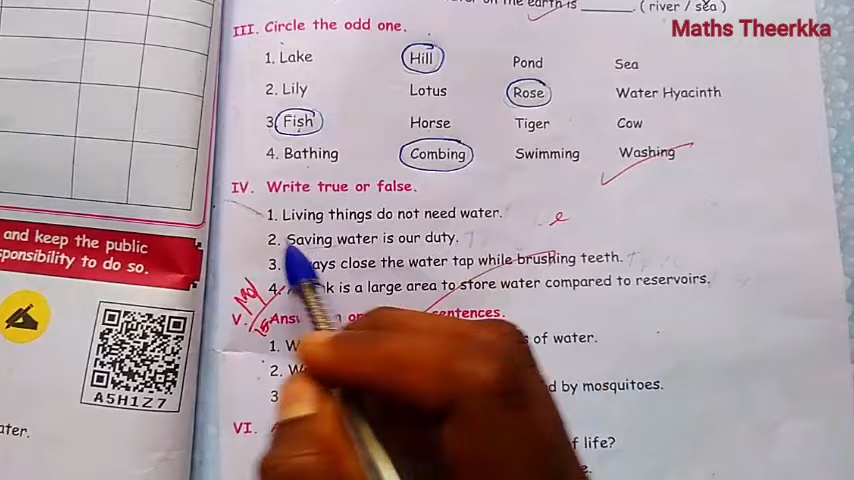 on the earth is ______. ( river / sea )
Maths Theerkka
III. Circle the odd one.
1. Lake Hill Pond Sea
2. Lily Lotus Rose Water Hyacinth
3. Fish Horse Tiger Cow
4. Bathing Combing Swimming Washing
IV. Write true or false.
1. Living things do not need water.
2. Saving water is our duty.
3. close the water tap while brushing teeth.
4. is a large area to store water compared to reservoirs.
and keep the public
to do so.
V. sentences.
1. of water.
2.
3. by mosquitoes.
A5H1Z7
VI. of life?